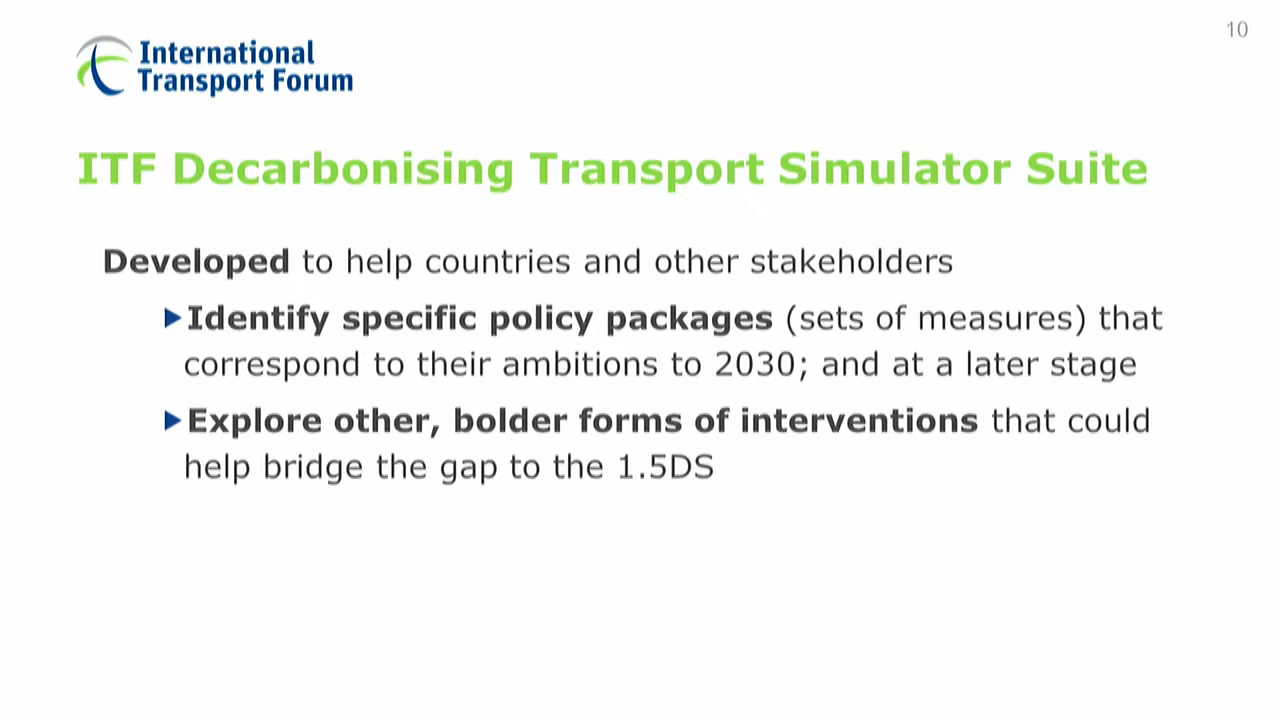 10
International
Transport Forum
ITF Decarbonising Transport Simulator Suite
Developed to help countries and other stakeholders
Identify specific policy packages (sets of measures) that
correspond to their ambitions to 2030; and at a later stage
Explore other, bolder forms of interventions that could
help bridge the gap to the 1.5DS